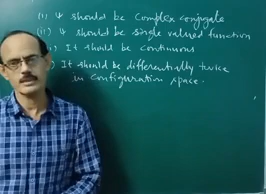 (i) ψ should be Complex conjugate
(ii) ψ should be single valued function
) It should be continuous
It should be differentially twice
in configuration space.